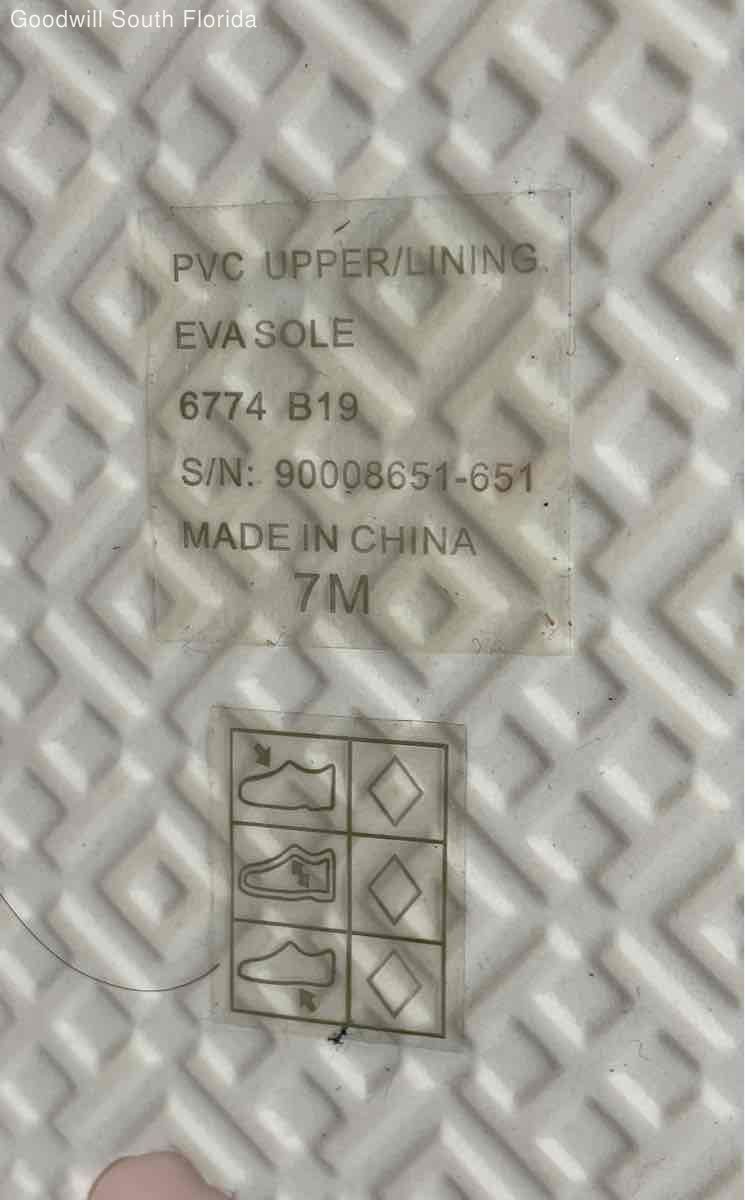 Goodwill South Florida
PVC UPPER/LINING
EVA SOLE
6774 B19
S/N: 90008651-651
MADE IN CHINA
7M